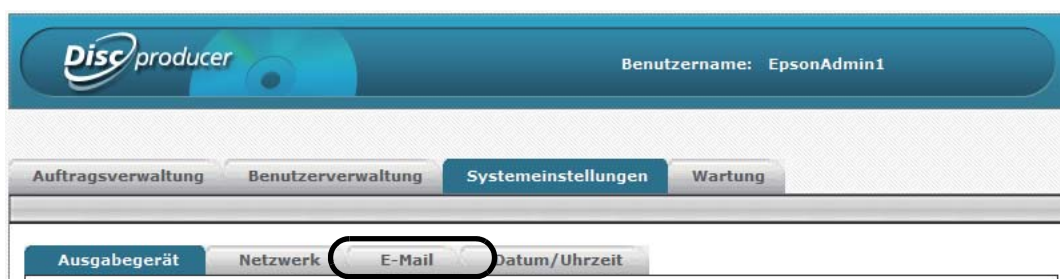 Disc producer
Benutzername: EpsonAdmin1
Auftragsverwaltung Benutzerverwaltung Systemeinstellungen Wartung
Ausgabegerät Netzwerk E-Mail Datum/Uhrzeit